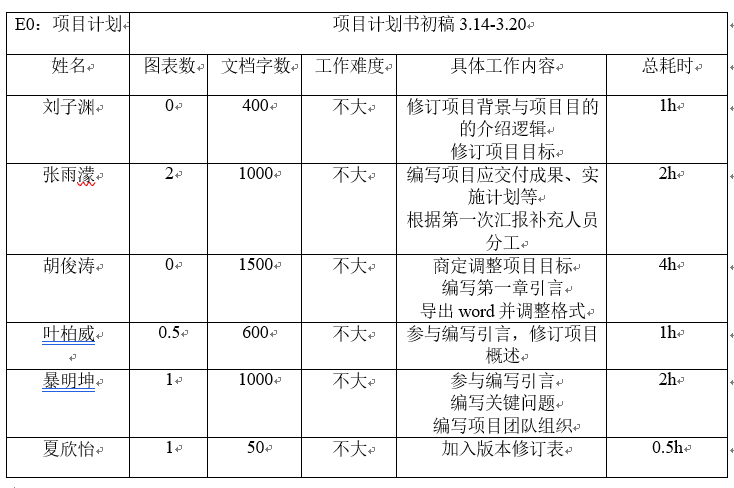 E0：项目计划
项目计划书初稿 3.14-3.20
姓名 图表数 文档字数 工作难度 具体工作内容 总耗时
刘子渊 0 400 不大 修订项目背景与项目目的 1h
的介绍逻辑
修订项目目标
张雨濛 2 1000 不大 编写项目应交付成果、实 2h
施计划等
根据第一次汇报补充人员
分工
胡俊涛 0 1500 不大 商定调整项目目标 4h
编写第一章引言
导出 word 并调整格式
叶柏威 0.5 600 不大 参与编写引言，修订项目 1h
概述
暴明坤 1 1000 不大 参与编写引言 2h
编写关键问题
编写项目团队组织
夏欣怡 1 50 不大 加入版本修订表 0.5h